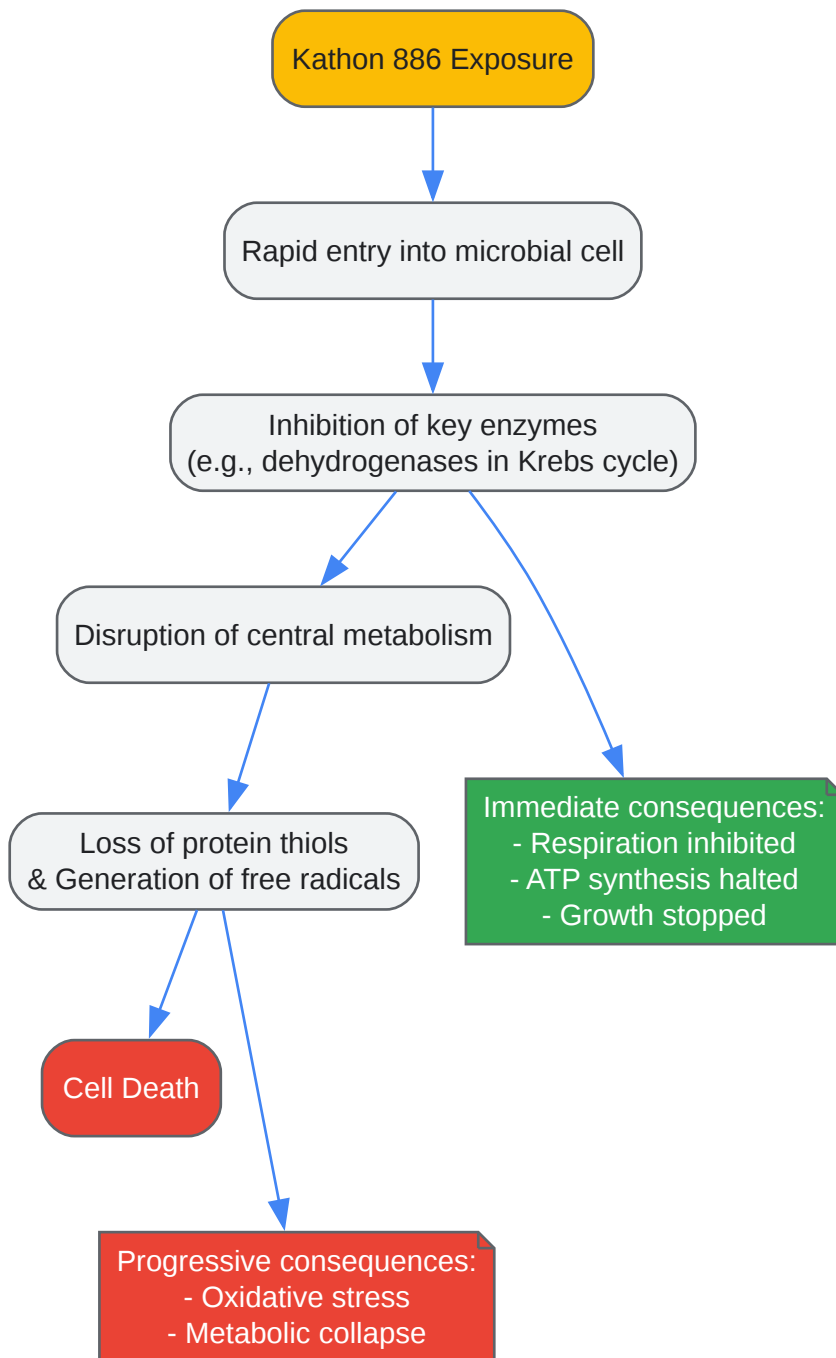 Kathon 886 Exposure
Rapid entry into microbial cell
Inhibition of key enzymes
(e.g., dehydrogenases in Krebs cycle)
Disruption of central metabolism
Loss of protein thiols
& Generation of free radicals
Immediate consequences:
- Respiration inhibited
- ATP synthesis halted
- Growth stopped
Cell Death
Progressive consequences:
- Oxidative stress
- Metabolic collapse